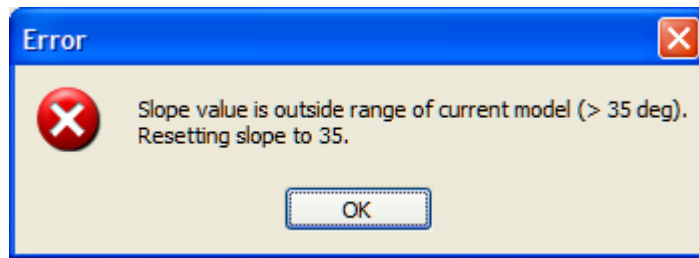 Error
Slope value is outside range of current model (> 35 deg).
Resetting slope to 35.
OK